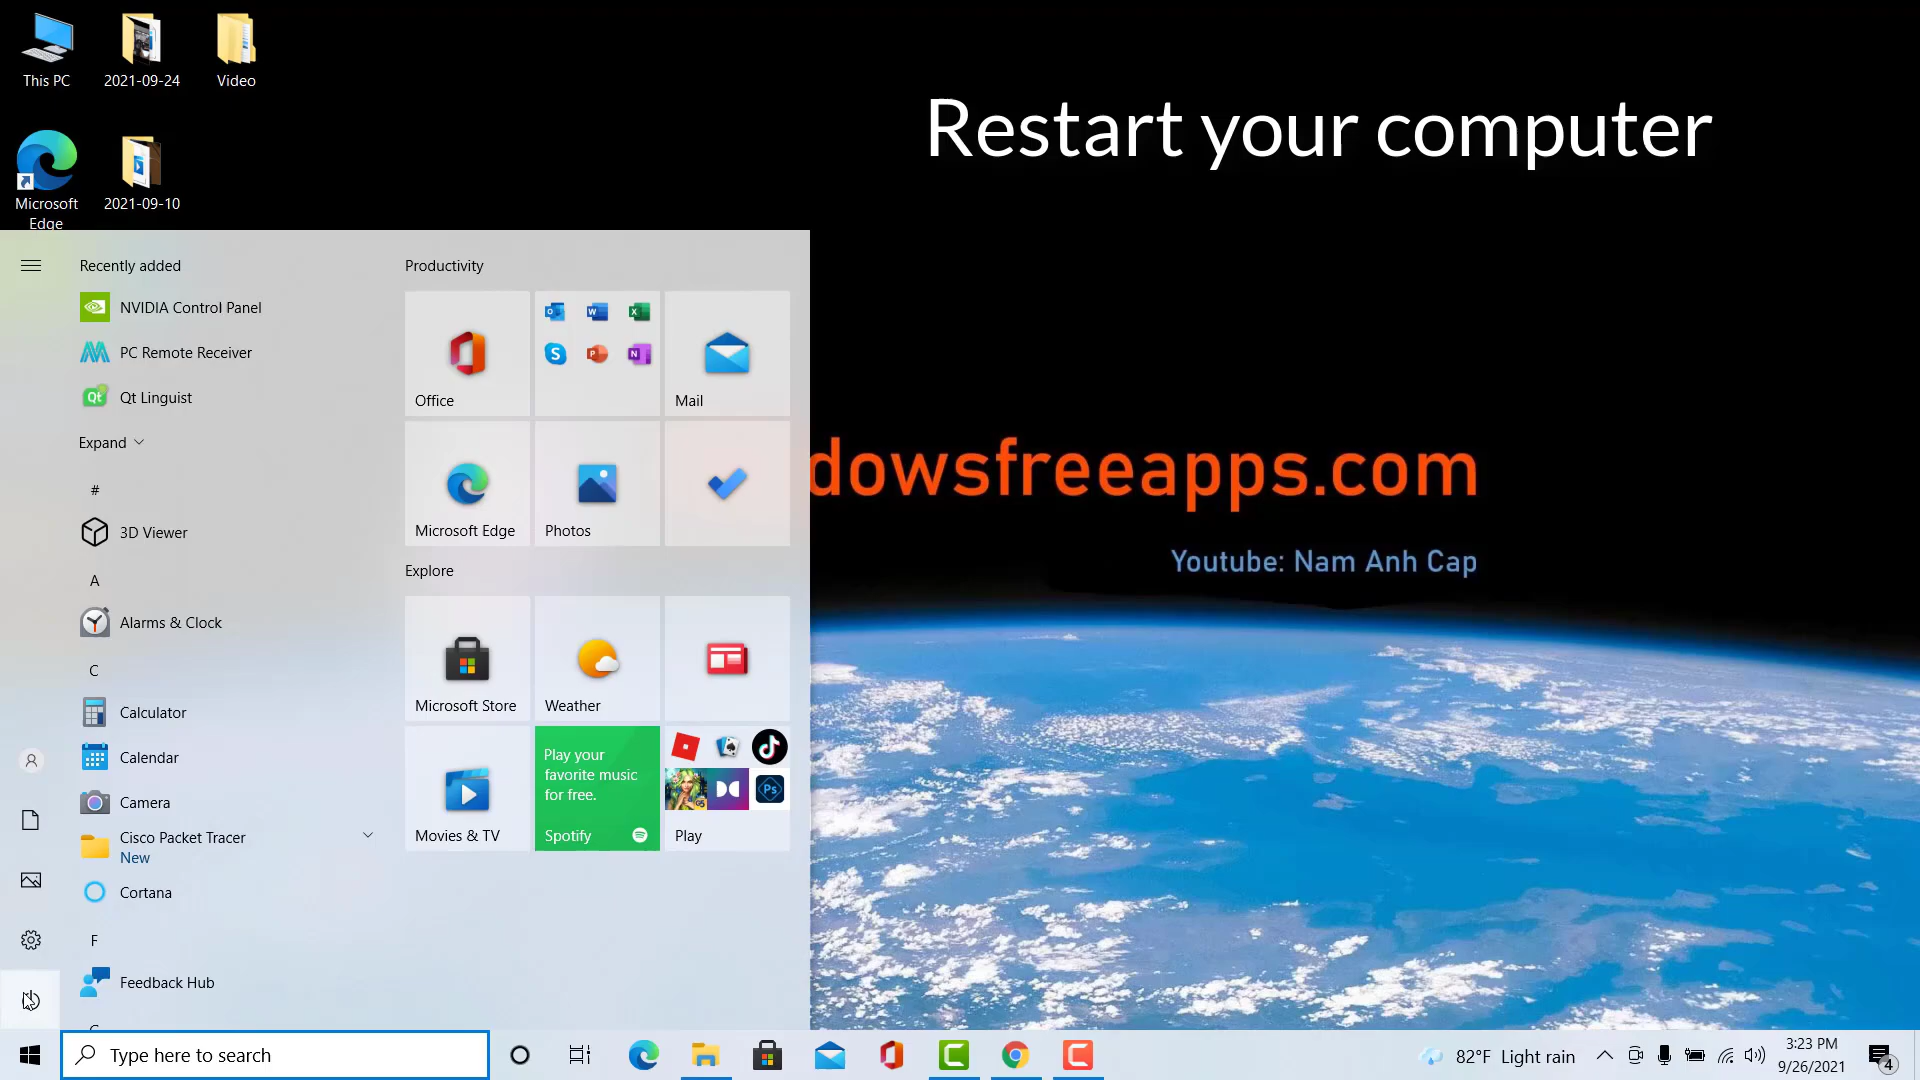 This PC
2021-09-24
Video
Microsoft
Edge
2021-09-10
Restart your computer
Recently added
NVIDIA Control Panel
PC Remote Receiver
Qt Linguist
Expand
#
3D Viewer
A
Alarms & Clock
C
Calculator
Calendar
Camera
Cisco Packet Tracer
New
Cortana
F
Feedback Hub
Productivity
Office
Mail
Microsoft Edge
Photos
Explore
Microsoft Store
Weather
Movies & TV
Play your
favorite music
for free.
Spotify
Play
dowsfreeapps.com
Youtube: Nam Anh Cap
Type here to search
82°F Light rain
3:23 PM
9/26/2021
4